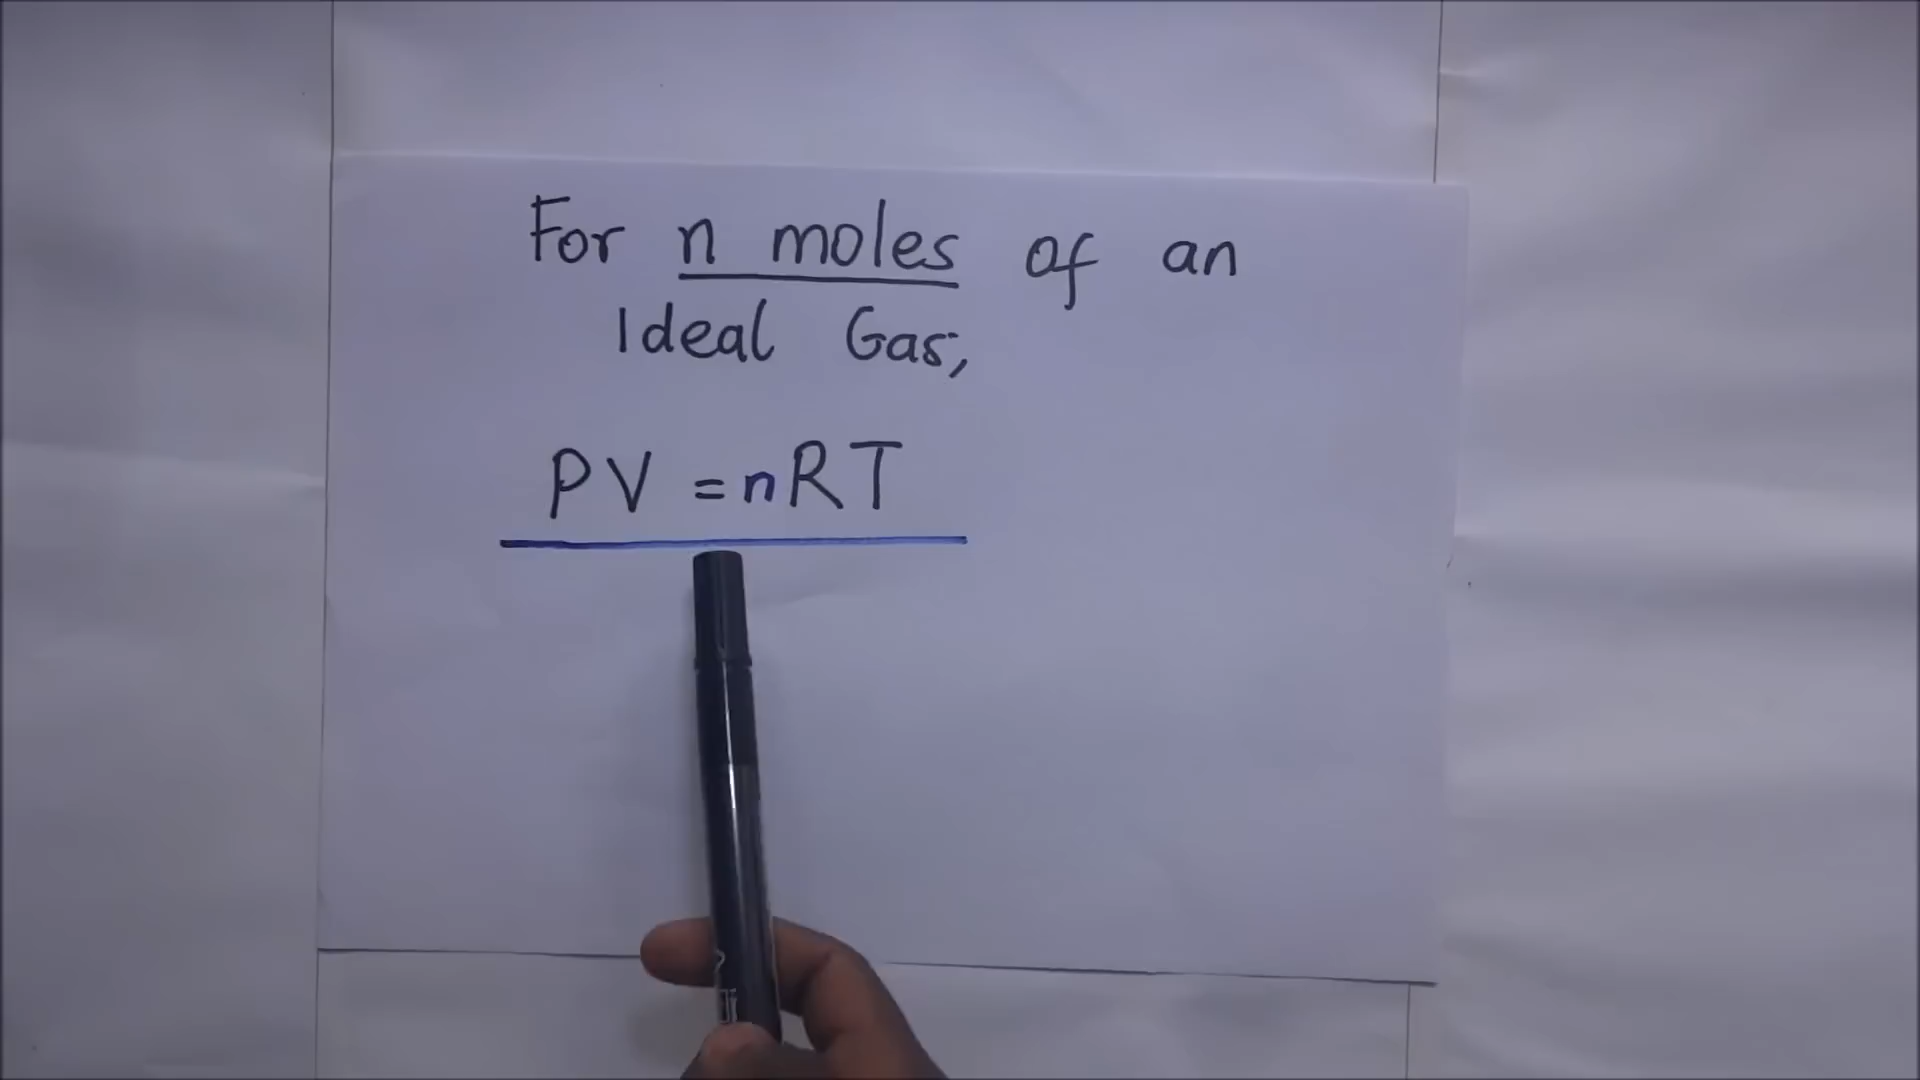 For n moles of an
Ideal Gas,
PV = nRT